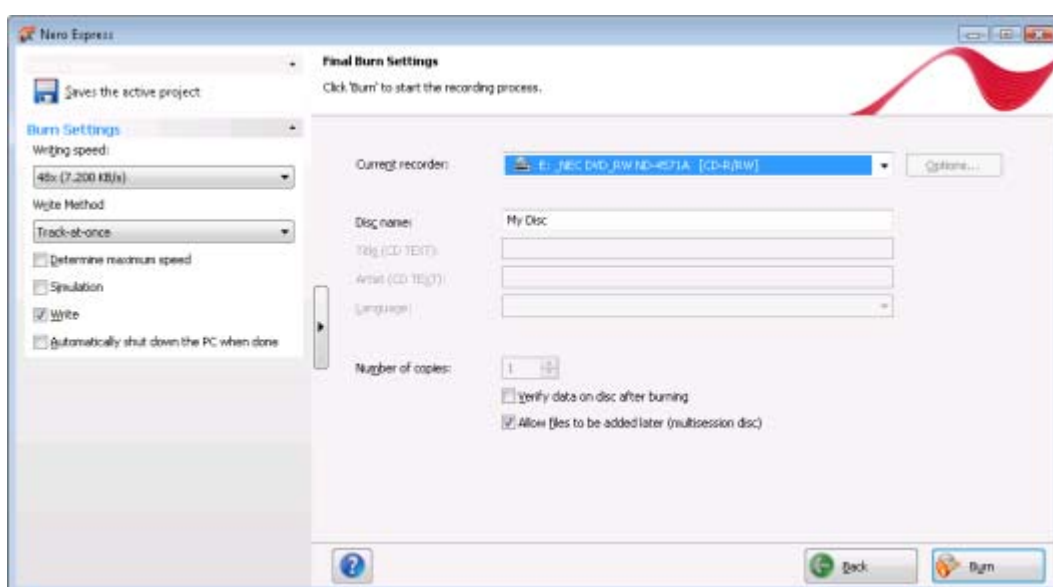 Nero Express
Saves the active project
Burn Settings
Writing speed:
48x (7.200 KB/s)
Write Method
Track-at-once
Determine maximum speed
Simulation
Write
Automatically shut down the PC when done
Final Burn Settings
Click 'Burn' to start the recording process.
Current recorder:
E: _NEC DVD_RW ND-4571A [CD-R/RW]
Options...
Disc name:
My Disc
Title (CD TEXT):
Artist (CD TEXT):
Language:
Number of copies:
1
Verify data on disc after burning
Allow files to be added later (multisession disc)
Back
Burn